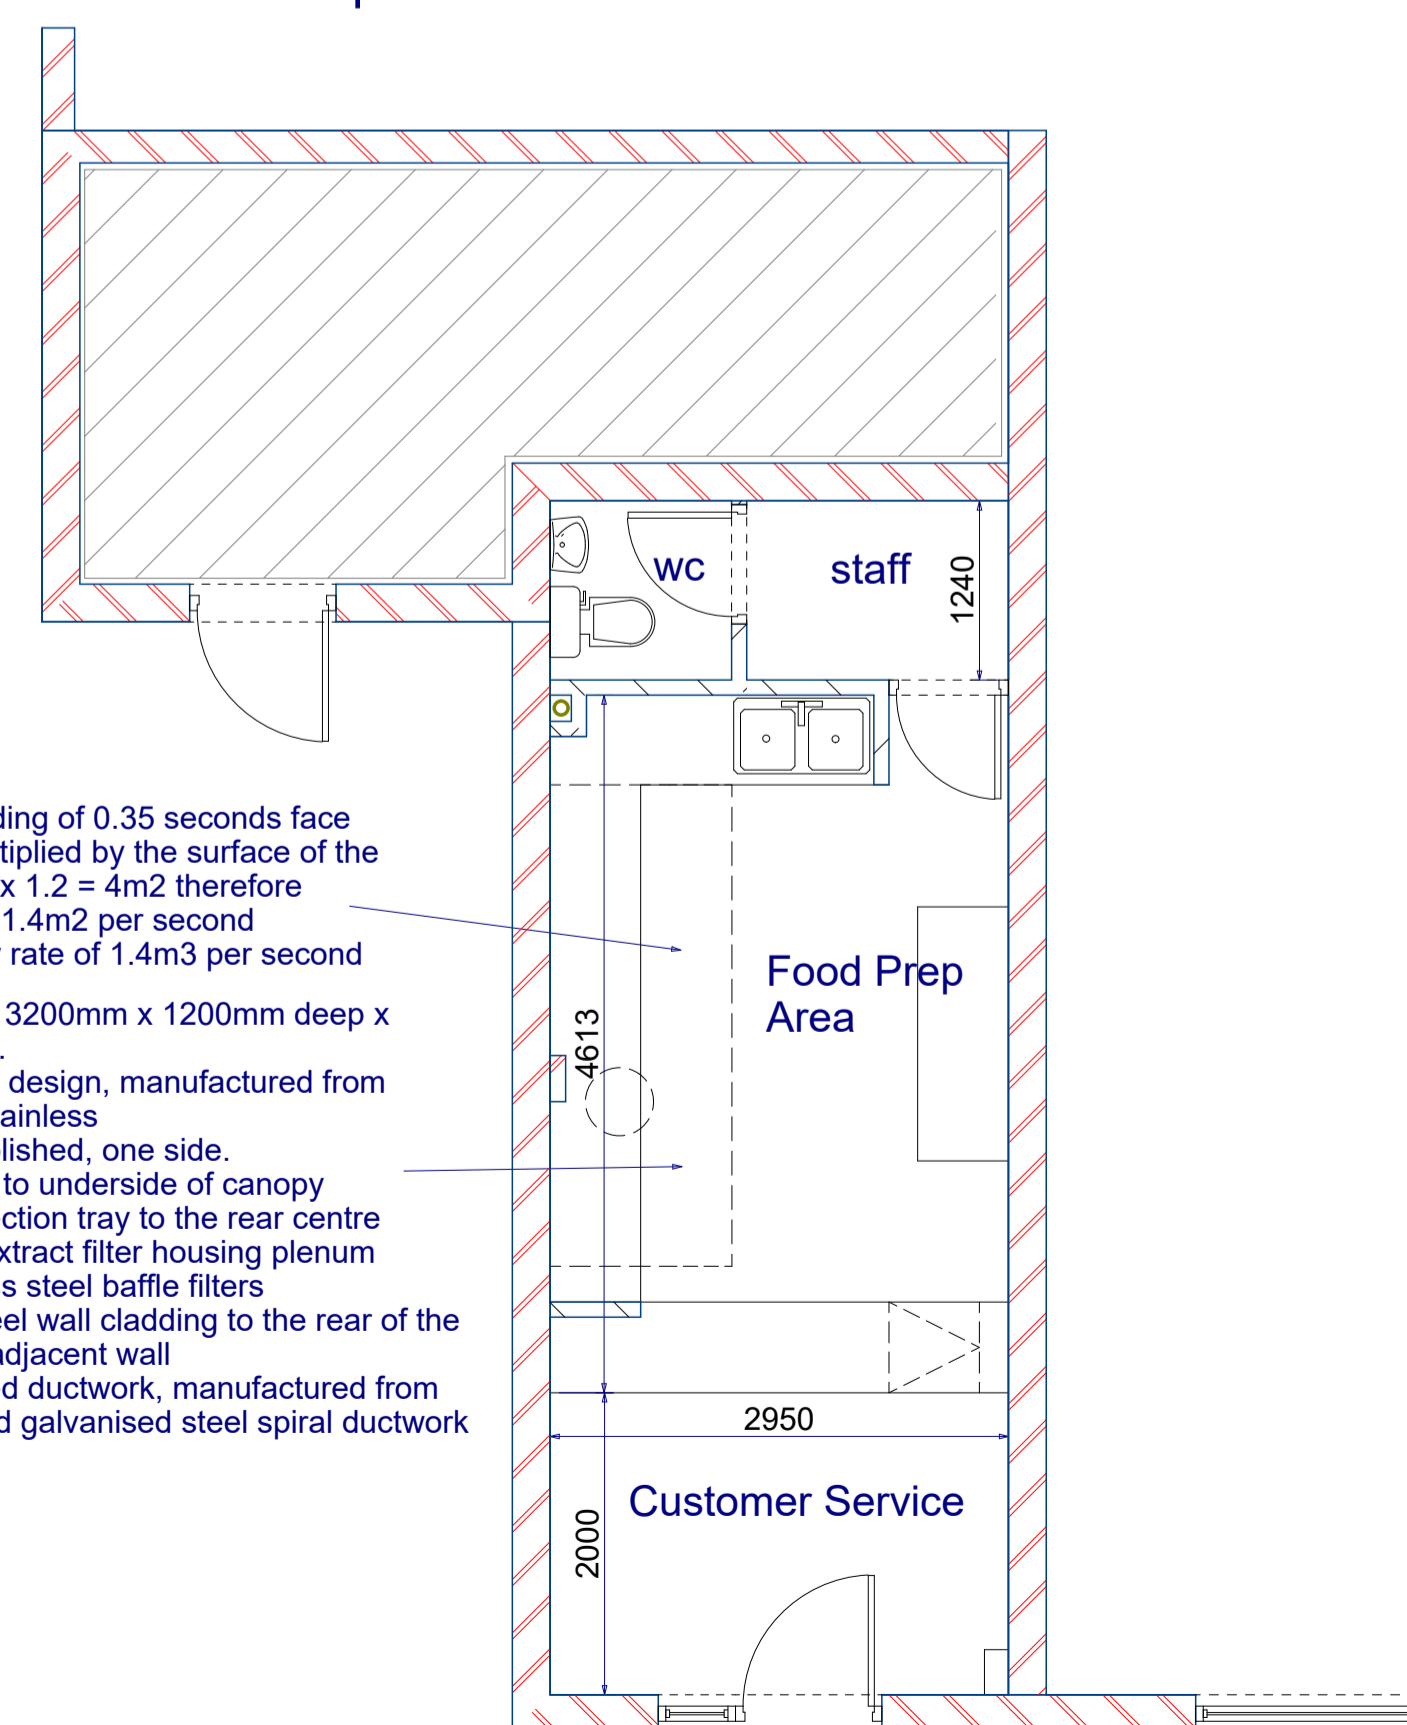 wc
staff
1240
ding of 0.35 seconds face
tiplied by the surface of the
x 1.2 = 4m2 therefore
1.4m2 per second
rate of 1.4m3 per second
3200mm x 1200mm deep x
design, manufactured from
ainless
lished, one side.
to underside of canopy
ction tray to the rear centre
xtract filter housing plenum
s steel baffle filters
eel wall cladding to the rear of the
adjacent wall
ed ductwork, manufactured from
d galvanised steel spiral ductwork
Food Prep
Area
4613
2950
Customer Service
2000